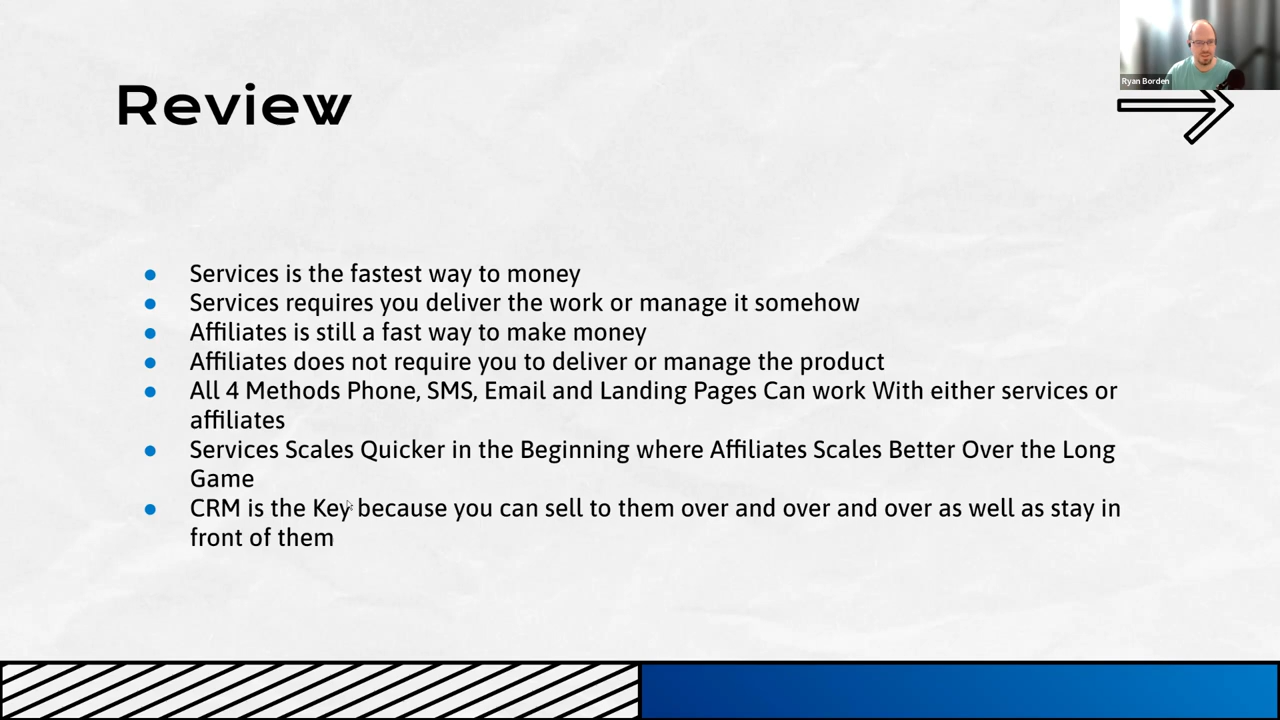 Ryan Borden
Review
Services is the fastest way to money
Services requires you deliver the work or manage it somehow
Affiliates is still a fast way to make money
Affiliates does not require you to deliver or manage the product
All 4 Methods Phone, SMS, Email and Landing Pages Can work With either services or
affiliates
Services Scales Quicker in the Beginning where Affiliates Scales Better Over the Long
Game
CRM is the Key because you can sell to them over and over and over as well as stay in
front of them